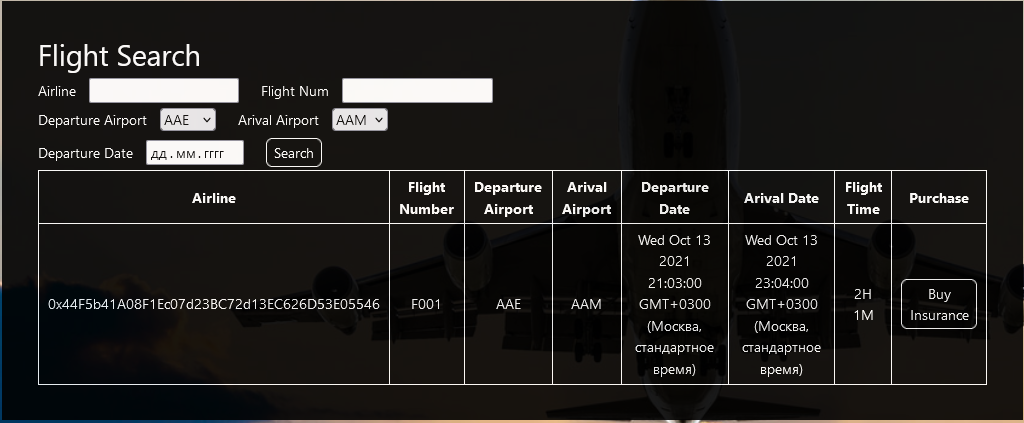 Flight Search
Airline Flight Num
Departure Airport AAE Arival Airport AAM
Departure Date дд.мм.гггг Search
Airline Flight Number Departure Airport Arival Airport Departure Date Arival Date Flight Time Purchase
0x44F5b41A08F1Ec07d23BC72d13EC626D53E05546 F001 AAE AAM Wed Oct 13 2021 21:03:00 GMT+0300 (Москва, стандартное время) Wed Oct 13 2021 23:04:00 GMT+0300 (Москва, стандартное время) 2H 1M Buy Insurance